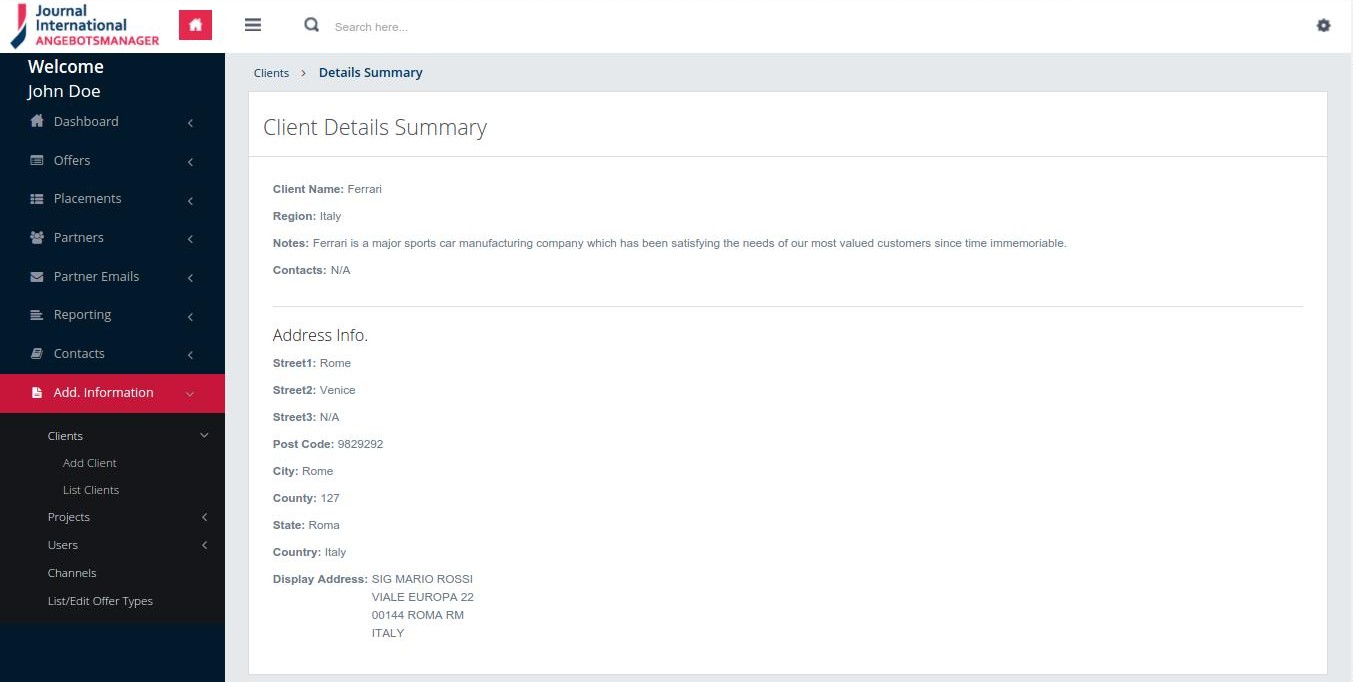 Journal
International
ANGEBOTSMANAGER
Search here...
Welcome
John Doe
Dashboard
Offers
Placements
Partners
Partner Emails
Reporting
Contacts
Add. Information
Clients
Add Client
List Clients
Projects
Users
Channels
List/Edit Offer Types
Clients > Details Summary
Client Details Summary
Client Name: Ferrari
Region: Italy
Notes: Ferrari is a major sports car manufacturing company which has been satisfying the needs of our most valued customers since time immemoriable.
Contacts: N/A
Address Info.
Street1: Rome
Street2: Venice
Street3: N/A
Post Code: 9829292
City: Rome
County: 127
State: Roma
Country: Italy
Display Address: SIG MARIO ROSSI
VIALE EUROPA 22
00144 ROMA RM
ITALY